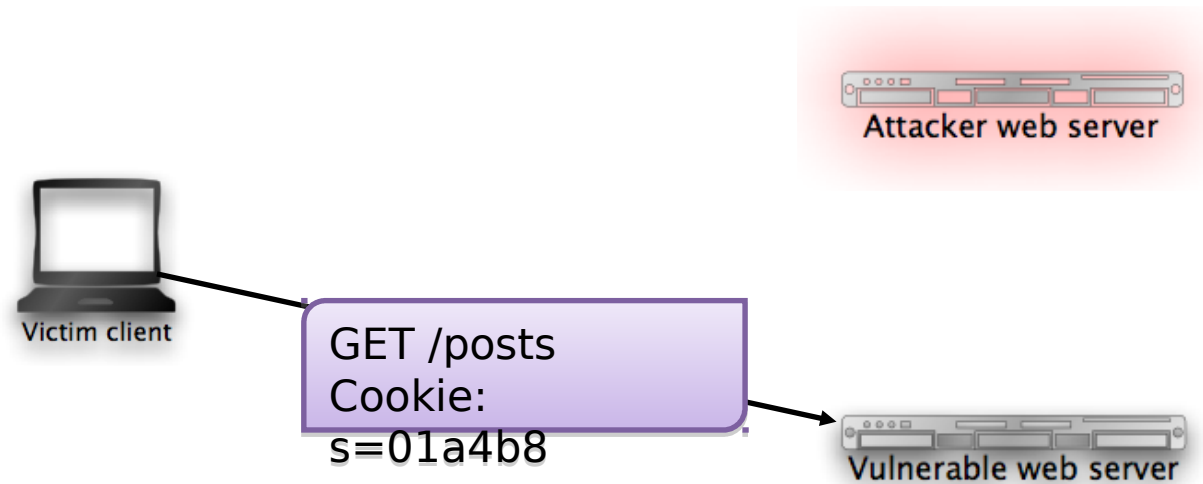 Attacker web server
Victim client
GET /posts
Cookie:
s=01a4b8
Vulnerable web server